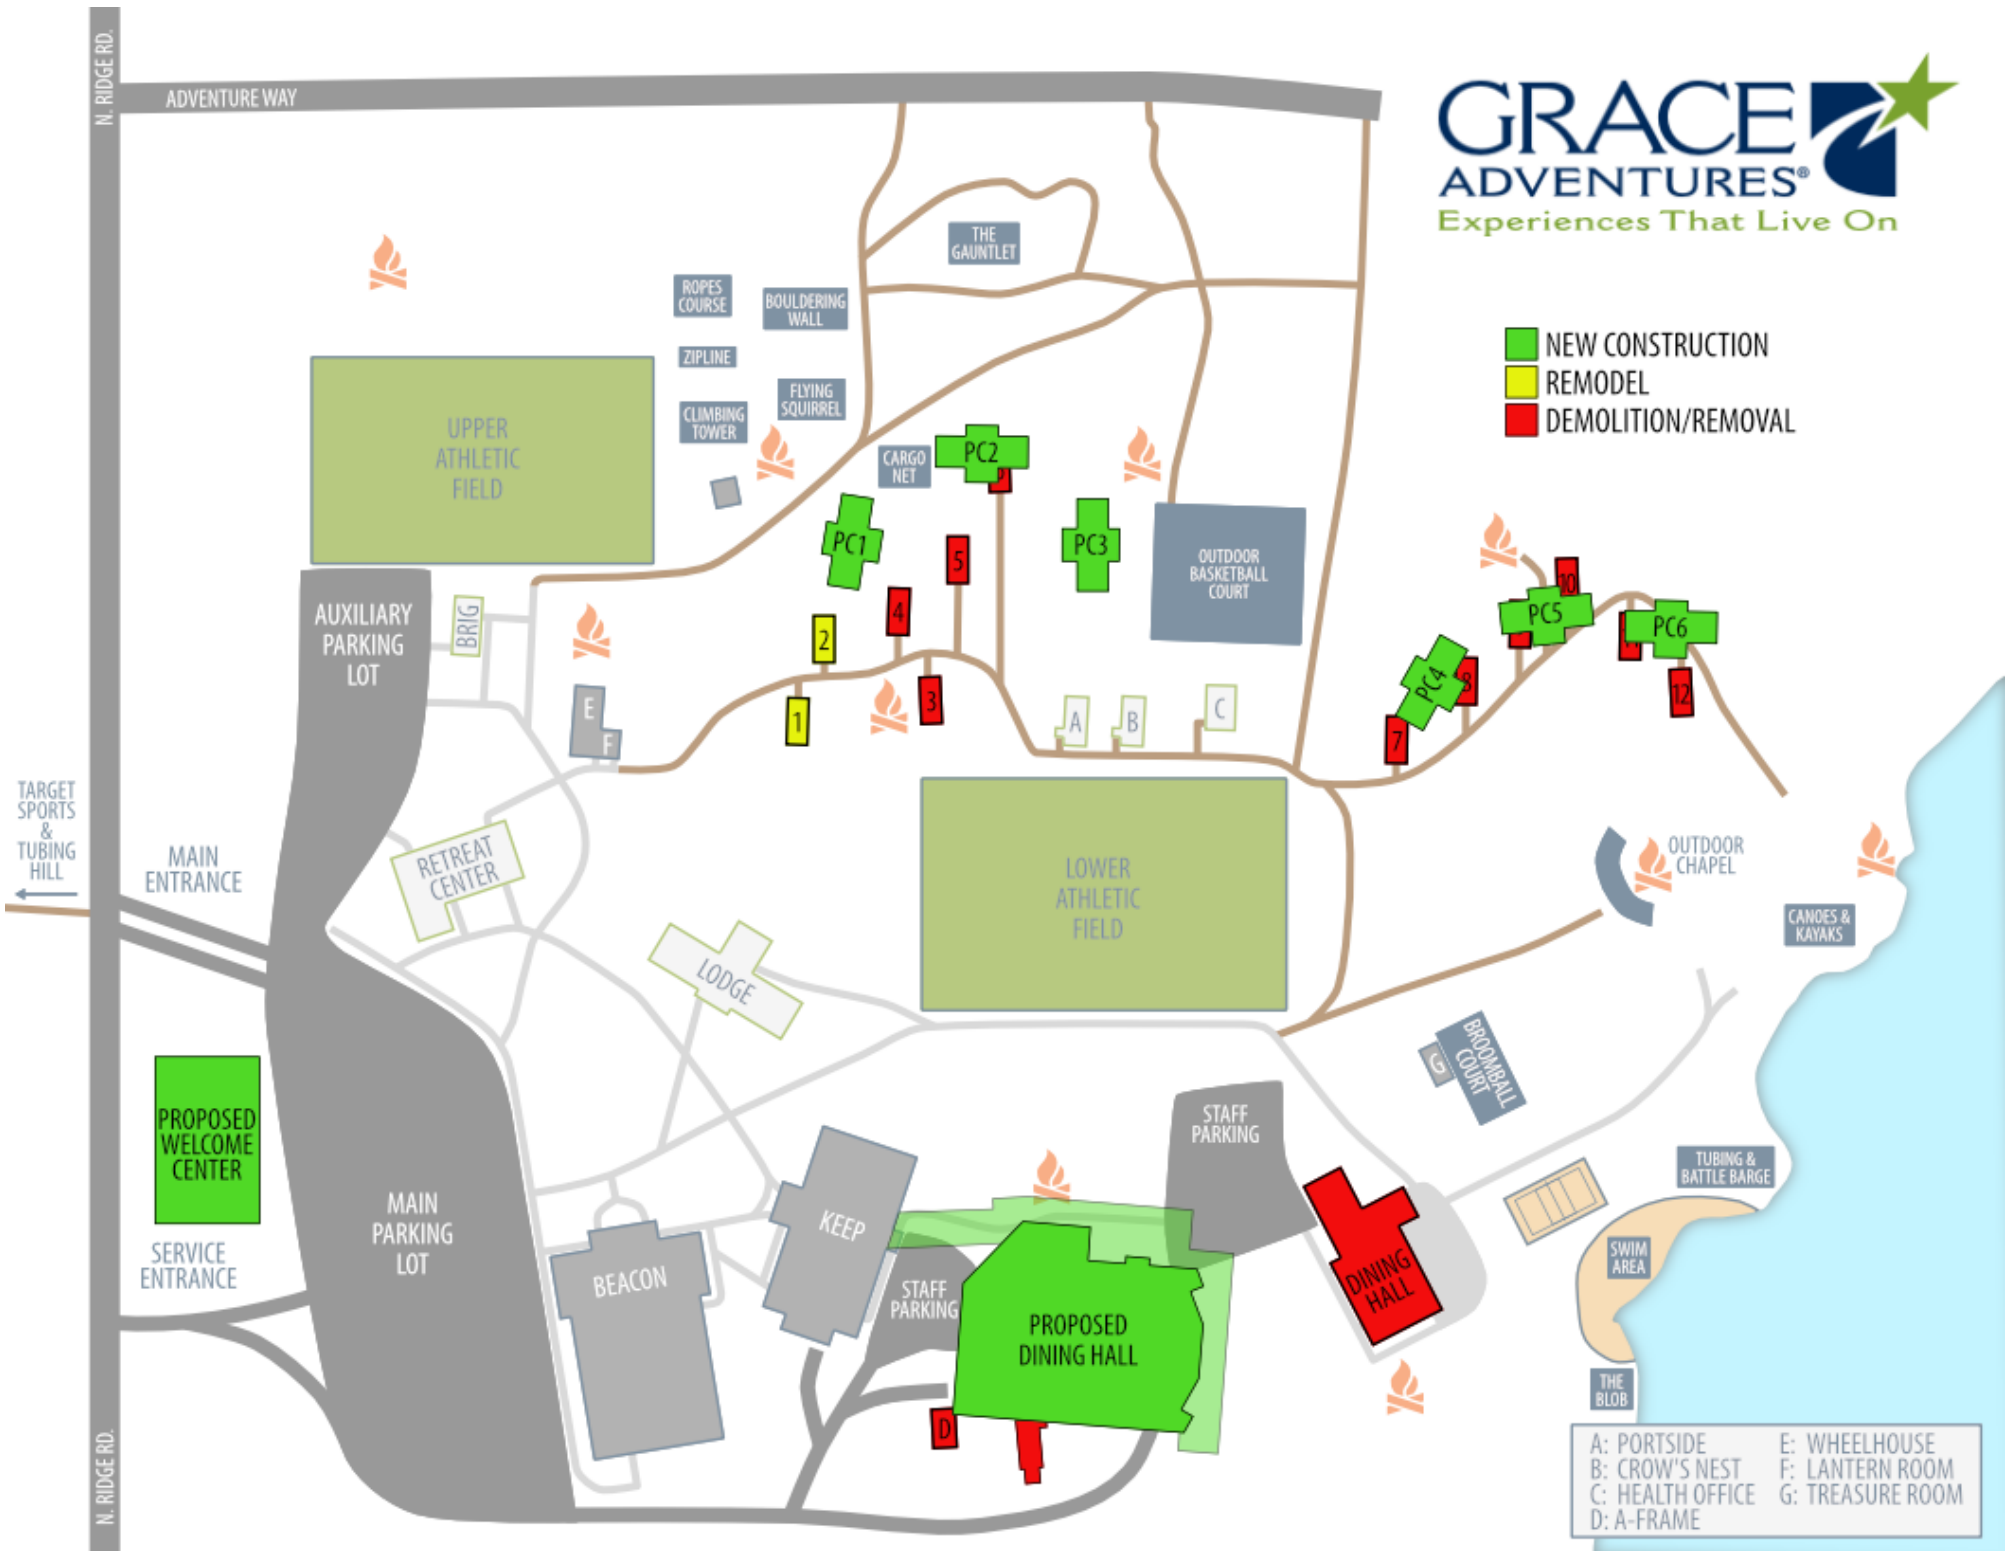 N. RIDGE RD.
ADVENTURE WAY
GRACE
ADVENTURES®
Experiences That Live On
THE
GAUNTLET
ROPES
COURSE
BOULDERING
WALL
ZIPLINE
FLYING
SQUIRREL
CLIMBING
TOWER
CARGO
NET
NEW CONSTRUCTION
REMODEL
DEMOLITION/REMOVAL
UPPER
ATHLETIC
FIELD
PC2
PC1
PC3
5
4
2
3
1
OUTDOOR
BASKETBALL
COURT
10
PC5
PC6
PC4
8
12
7
AUXILIARY
PARKING
LOT
BRIG
E
F
A
B
C
TARGET
SPORTS
&
TUBING
HILL
MAIN
ENTRANCE
RETREAT
CENTER
LODGE
LOWER
ATHLETIC
FIELD
OUTDOOR
CHAPEL
CANOES &
KAYAKS
BROOMBALL
COURT
G
PROPOSED
WELCOME
CENTER
STAFF
PARKING
TUBING &
BATTLE BARGE
MAIN
PARKING
LOT
SERVICE
ENTRANCE
BEACON
KEEP
STAFF
PARKING
PROPOSED
DINING HALL
DINING
HALL
SWIM
AREA
THE
BLOB
D
N. RIDGE RD.
A: PORTSIDE
B: CROW'S NEST
C: HEALTH OFFICE
D: A-FRAME
E: WHEELHOUSE
F: LANTERN ROOM
G: TREASURE ROOM